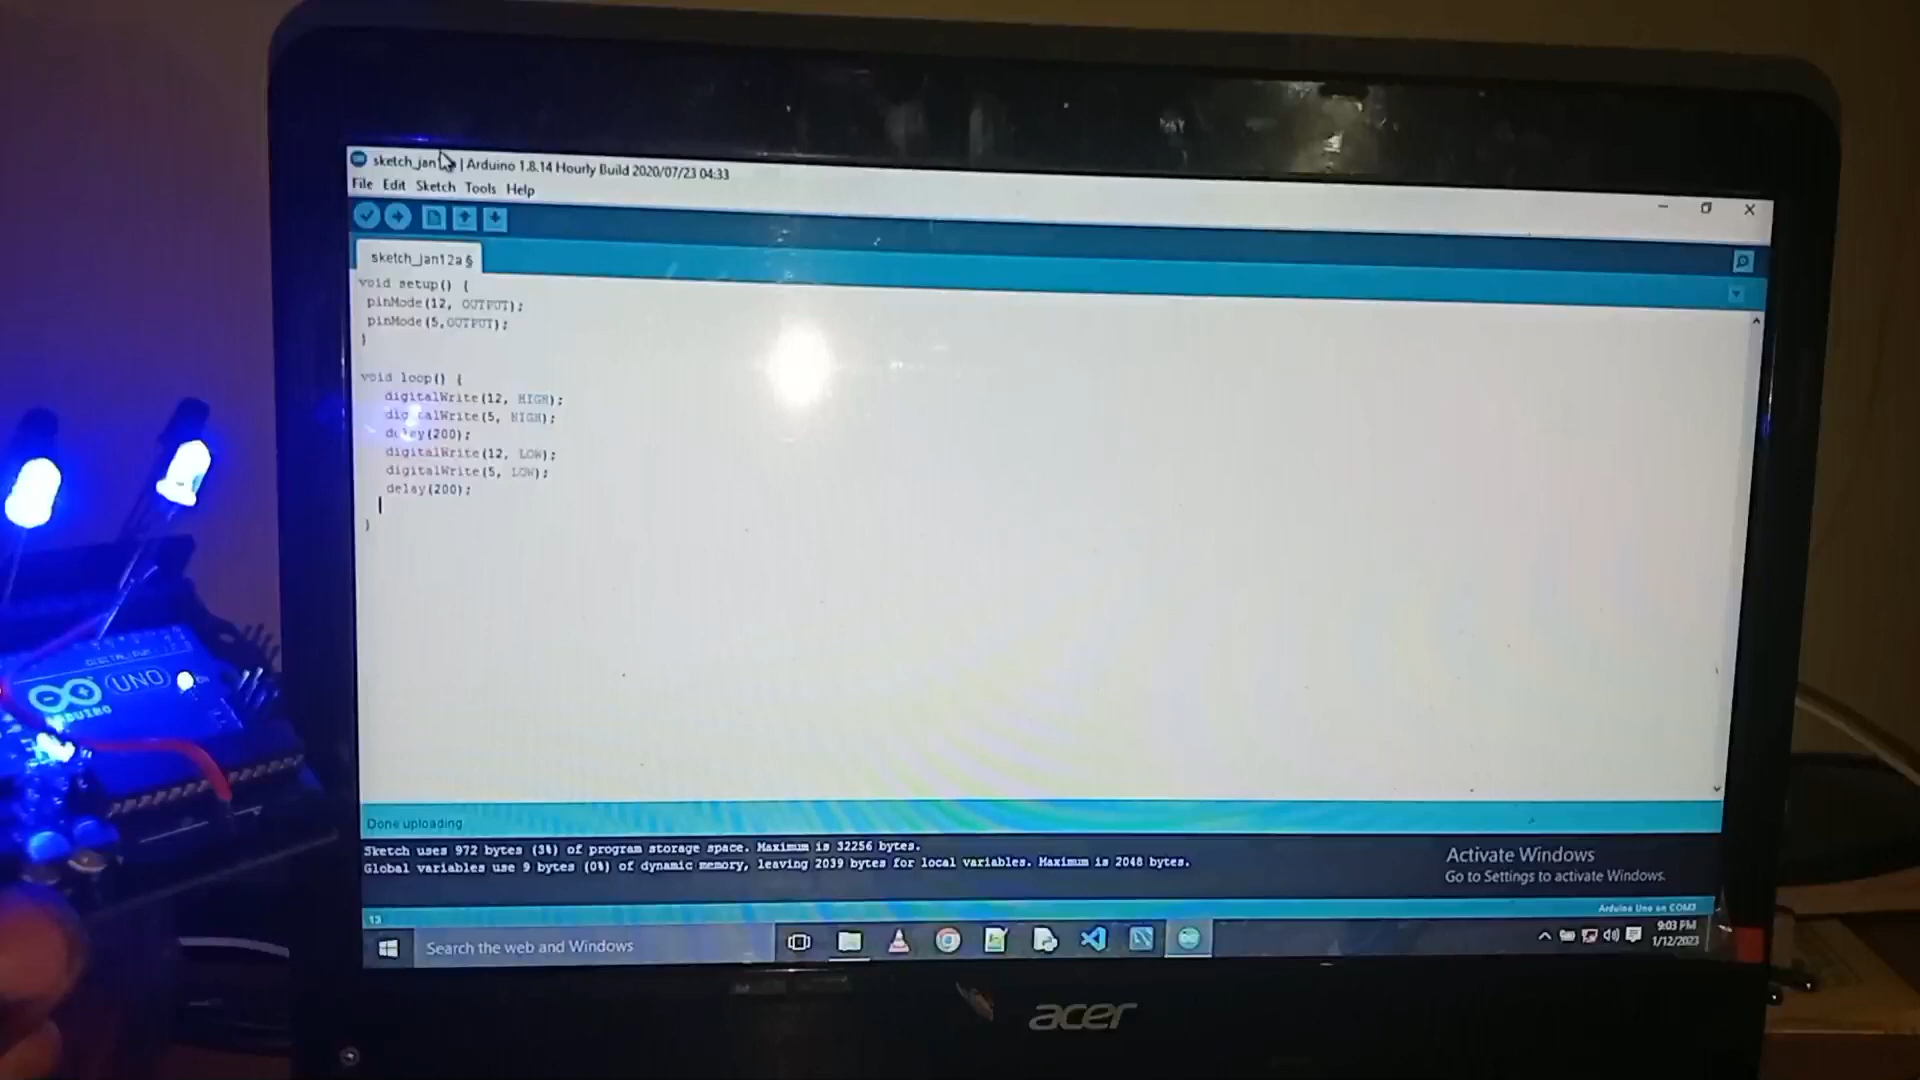 sketch_jan | Arduino 1.8.14 Hourly Build 2020/07/23 04:33
File Edit Sketch Tools Help
sketch_jan12a §
void setup() {
pinMode(12, OUTPUT);
pinMode(5,OUTPUT);
}
void loop() {
digitalWrite(12, HIGH);
digitalWrite(5, HIGH);
delay(200);
digitalWrite(12, LOW);
digitalWrite(5, LOW);
delay(200);
}
UNO
ARDUINO
Done uploading
Sketch uses 972 bytes (3%) of program storage space. Maximum is 32256 bytes.
Global variables use 9 bytes (0%) of dynamic memory, leaving 2039 bytes for local variables. Maximum is 2048 bytes.
Activate Windows
Go to Settings to activate Windows.
13
Arduino Uno on COM3
Search the web and Windows
9:03 PM
1/12/2023
acer